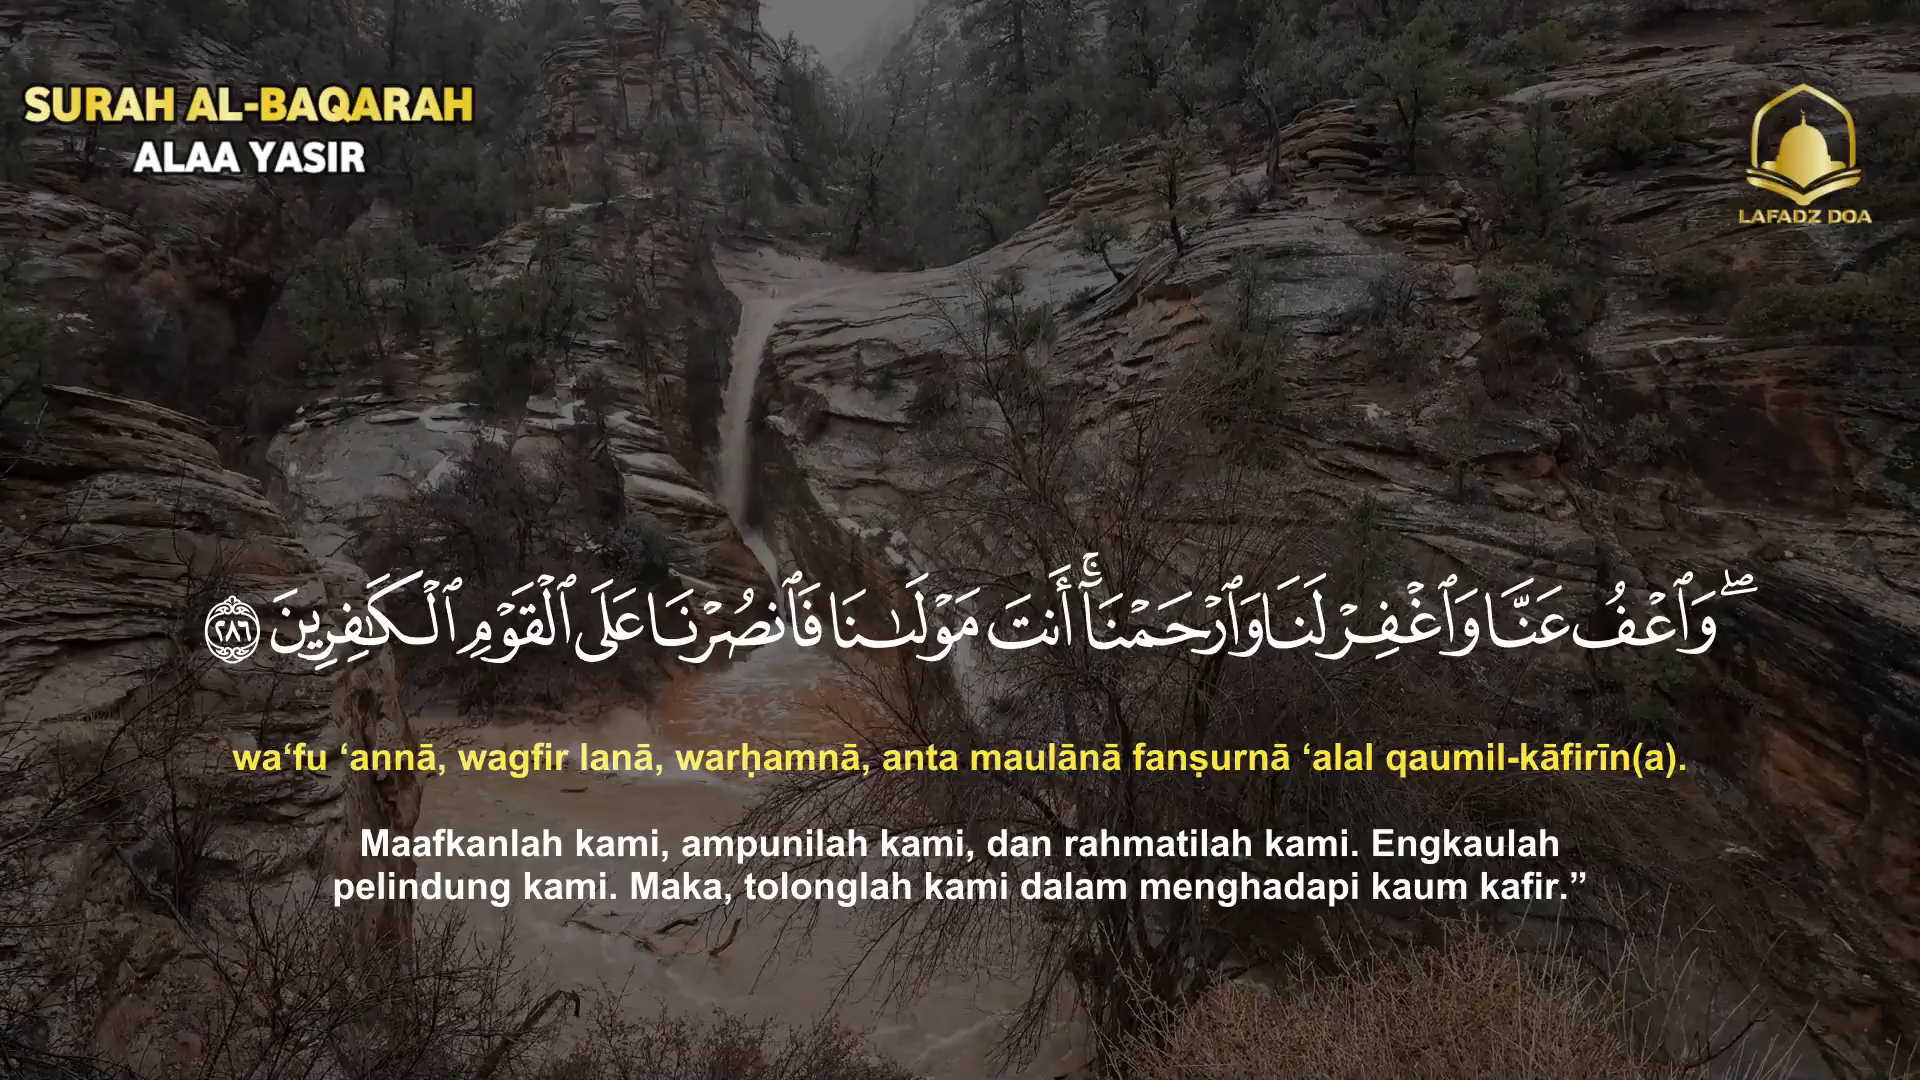 SURAH AL-BAQARAH
ALAA YASIR
LAFADZ DOA
ۖ وَٱعْفُ عَنَّا وَٱغْفِرْ لَنَا وَٱرْحَمْنَآ ۚ أَنتَ مَوْلَىٰنَا فَٱنصُرْنَا عَلَى ٱلْقَوْمِ ٱلْكَـٰفِرِينَ ٢٨٦
wa‘fu ‘annā, wagfir lanā, warḥamnā, anta maulānā fanṣurnā ‘alal qaumil-kāfirīn(a).
Maafkanlah kami, ampunilah kami, dan rahmatilah kami. Engkaulah
pelindung kami. Maka, tolonglah kami dalam menghadapi kaum kafir.”